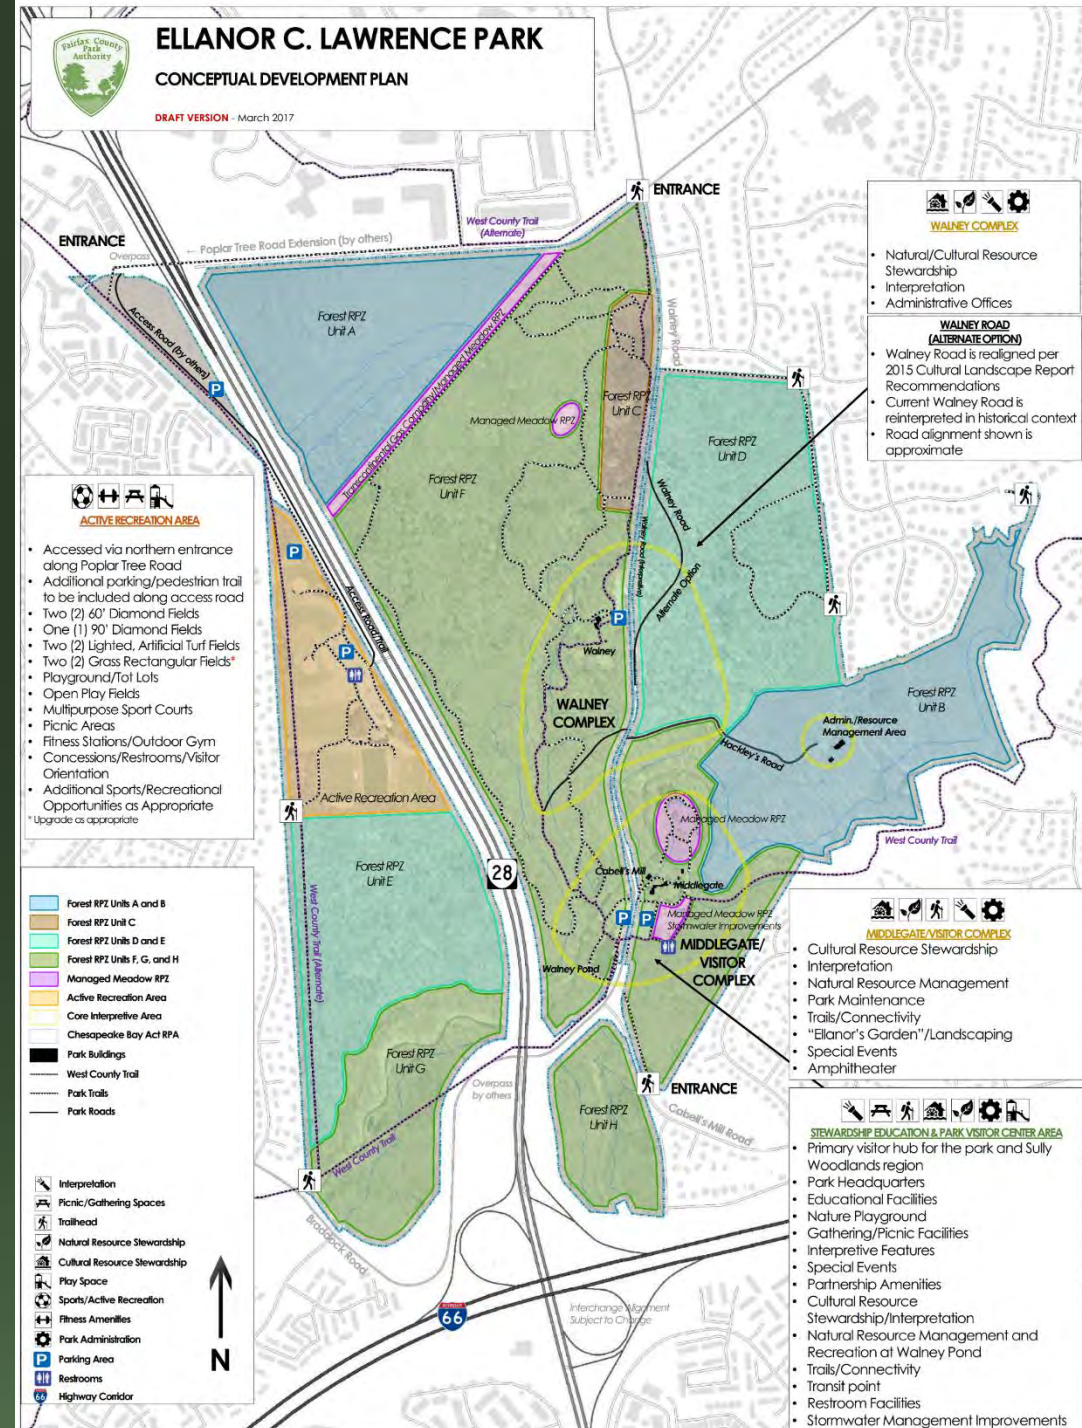 Fairfax County
Park
Authority
ELLANOR C. LAWRENCE PARK
CONCEPTUAL DEVELOPMENT PLAN
DRAFT VERSION - March 2017
ENTRANCE
West County Trail
(Alternate)
ENTRANCE
Overpass
← Poplar Tree Road Extension (by others)
Access Road (by others)
P
Forest RPZ
Unit A
Transcontinental Gas Company/Managed Meadow RPZ
Walney Road
Forest RPZ
Unit C
Managed Meadow RPZ
Forest RPZ
Unit D
Forest RPZ
Unit F
Walney Road
Walney Road (Repurposed)
Alternate Option
P
Access Road/Trail
P
P
Walney
WALNEY
COMPLEX
Forest RPZ
Unit B
Admin./Resource
Management Area
Hackley's Road
Active Recreation Area
Managed Meadow RPZ
West County Trail
Forest RPZ
Unit E
28
Cabell's Mill
Middlegate
P
P
Managed Meadow RPZ
Stormwater Improvements
MIDDLEGATE/
VISITOR
COMPLEX
Walney Pond
West County Trail (Alternate)
Forest RPZ
Unit G
Overpass
by others
ENTRANCE
Forest RPZ
Unit H
Cabell's Mill Road
West County Trail
Braddock Road
66
Interchange Alignment
Subject to Change
WALNEY COMPLEX
• Natural/Cultural Resource
Stewardship
• Interpretation
• Administrative Offices
WALNEY ROAD
(ALTERNATE OPTION)
• Walney Road is realigned per
2015 Cultural Landscape Report
Recommendations
• Current Walney Road is
reinterpreted in historical context
• Road alignment shown is
approximate
ACTIVE RECREATION AREA
• Accessed via northern entrance
along Poplar Tree Road
• Additional parking/pedestrian trail
to be included along access road
• Two (2) 60' Diamond Fields
• One (1) 90' Diamond Fields
• Two (2) Lighted, Artificial Turf Fields
• Two (2) Grass Rectangular Fields*
• Playground/Tot Lots
• Open Play Fields
• Multipurpose Sport Courts
• Picnic Areas
• Fitness Stations/Outdoor Gym
• Concessions/Restrooms/Visitor
Orientation
• Additional Sports/Recreational
Opportunities as Appropriate
* Upgrade as appropriate
Forest RPZ Units A and B
Forest RPZ Unit C
Forest RPZ Units D and E
Forest RPZ Units F, G, and H
Managed Meadow RPZ
Active Recreation Area
Core Interpretive Area
Chesapeake Bay Act RPA
Park Buildings
West County Trail
Park Trails
Park Roads
Interpretation
Picnic/Gathering Spaces
Trailhead
Natural Resource Stewardship
Cultural Resource Stewardship
Play Space
Sports/Active Recreation
Fitness Amenities
Park Administration
P Parking Area
Restrooms
66 Highway Corridor
N
MIDDLEGATE/VISITOR COMPLEX
• Cultural Resource Stewardship
• Interpretation
• Natural Resource Management
• Park Maintenance
• Trails/Connectivity
• "Ellanor's Garden"/Landscaping
• Special Events
• Amphitheater
STEWARDSHIP EDUCATION & PARK VISITOR CENTER AREA
• Primary visitor hub for the park and Sully
Woodlands region
• Park Headquarters
• Educational Facilities
• Nature Playground
• Gathering/Picnic Facilities
• Interpretive Features
• Special Events
• Partnership Amenities
• Cultural Resource
Stewardship/Interpretation
• Natural Resource Management and
Recreation at Walney Pond
• Trails/Connectivity
• Transit point
• Restroom Facilities
• Stormwater Management Improvements